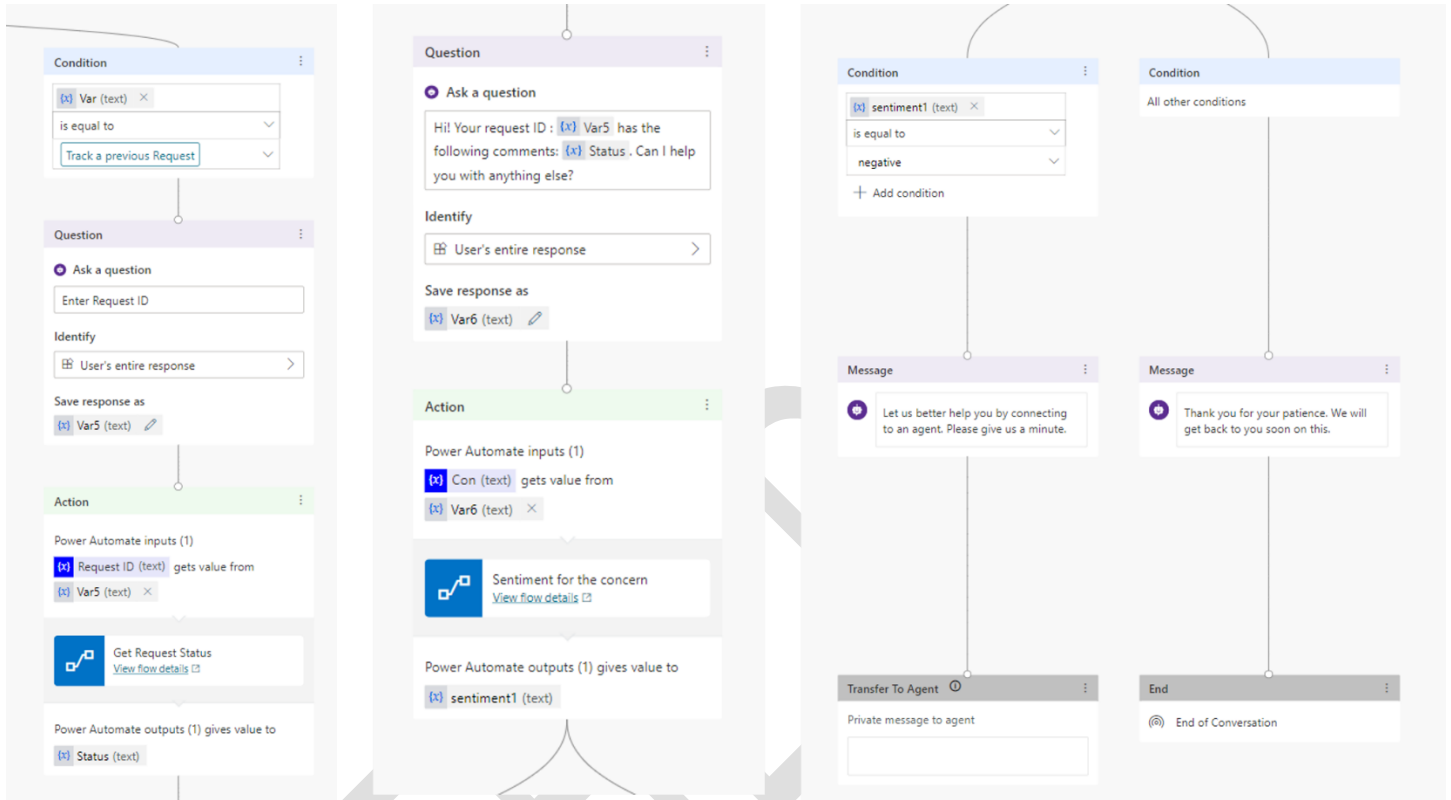 Condition
{x} Var (text) ×
is equal to
Track a previous Request
Question
Ask a question
Enter Request ID
Identify
User's entire response
Save response as
{x} Var5 (text)
Action
Power Automate inputs (1)
{x} Request ID (text) gets value from
{x} Var5 (text) ×
Get Request Status
View flow details
Power Automate outputs (1) gives value to
{x} Status (text)
Question
Ask a question
Hi! Your request ID : {x} Var5 has the
following comments: {x} Status . Can I help
you with anything else?
Identify
User's entire response
Save response as
{x} Var6 (text)
Action
Power Automate inputs (1)
{x} Con (text) gets value from
{x} Var6 (text) ×
Sentiment for the concern
View flow details
Power Automate outputs (1) gives value to
{x} sentiment1 (text)
Condition
{x} sentiment1 (text) ×
is equal to
negative
+ Add condition
Message
Let us better help you by connecting
to an agent. Please give us a minute.
Transfer To Agent
Private message to agent
Condition
All other conditions
Message
Thank you for your patience. We will
get back to you soon on this.
End
End of Conversation